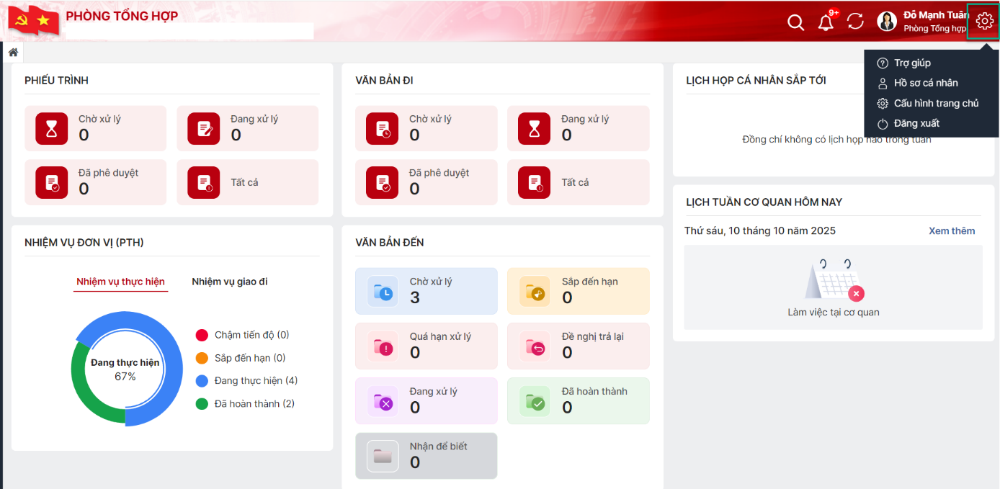 PHÒNG TỔNG HỢP
9+
Đỗ Mạnh Tuân
Phòng Tổng hợp
Trợ giúp
Hồ sơ cá nhân
Cấu hình trang chủ
Đăng xuất
PHIẾU TRÌNH
Chờ xử lý
0
Đang xử lý
0
Đã phê duyệt
0
Tất cả
VĂN BẢN ĐI
Chờ xử lý
0
Đang xử lý
0
Đã phê duyệt
0
Tất cả
LỊCH HỌP CÁ NHÂN SẮP TỚI
Đồng chí không có lịch họp nào trong tuần
LỊCH TUẦN CƠ QUAN HÔM NAY
Thứ sáu, 10 tháng 10 năm 2025
Xem thêm
Làm việc tại cơ quan
NHIỆM VỤ ĐƠN VỊ (PTH)
Nhiệm vụ thực hiện
Nhiệm vụ giao đi
Đang thực hiện
67%
Chậm tiến độ (0)
Sắp đến hạn (0)
Đang thực hiện (4)
Đã hoàn thành (2)
VĂN BẢN ĐẾN
Chờ xử lý
3
Sắp đến hạn
0
Quá hạn xử lý
0
Đề nghị trả lại
0
Đang xử lý
0
Đã hoàn thành
0
Nhận để biết
0